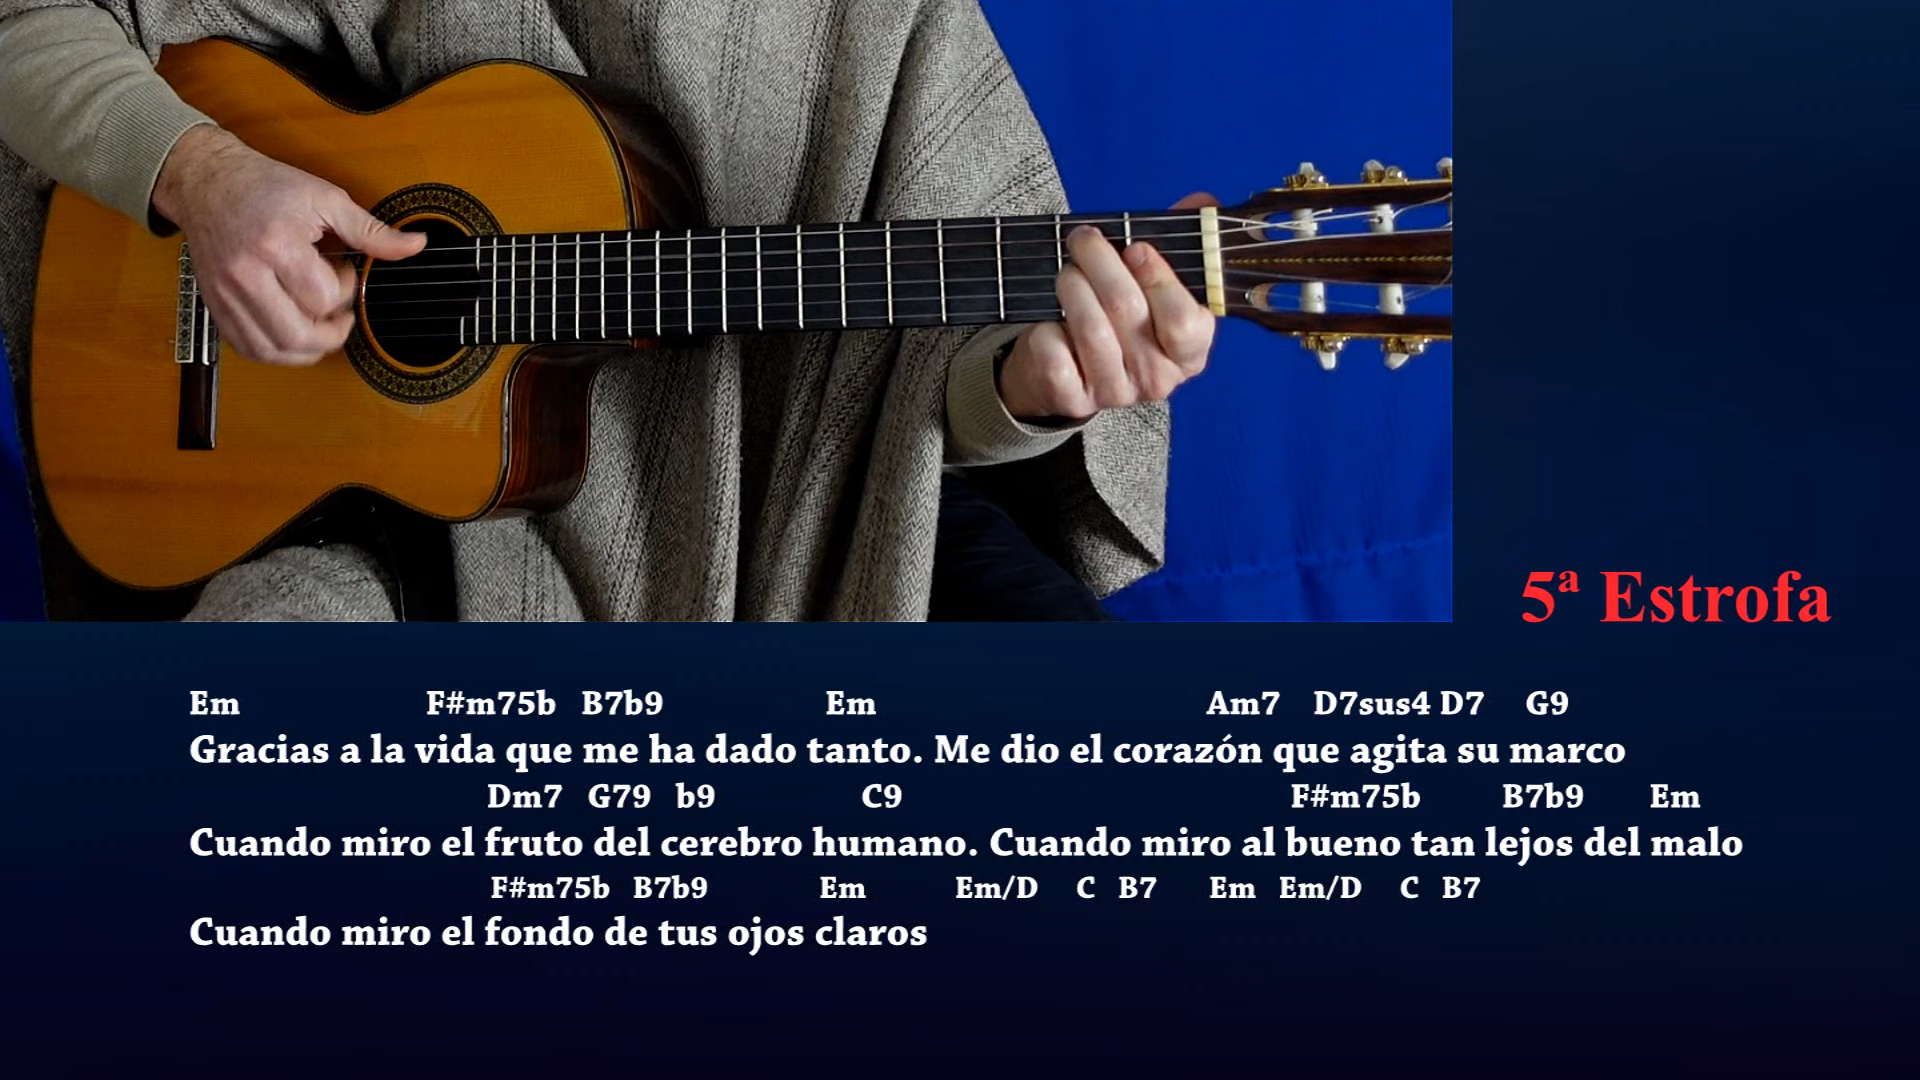 5ª Estrofa
Em F#m75b B7b9 Em Am7 D7sus4 D7 G9
Gracias a la vida que me ha dado tanto. Me dio el corazón que agita su marco
Dm7 G79 b9 C9 F#m75b B7b9 Em
Cuando miro el fruto del cerebro humano. Cuando miro al bueno tan lejos del malo
F#m75b B7b9 Em Em/D C B7 Em Em/D C B7
Cuando miro el fondo de tus ojos claros